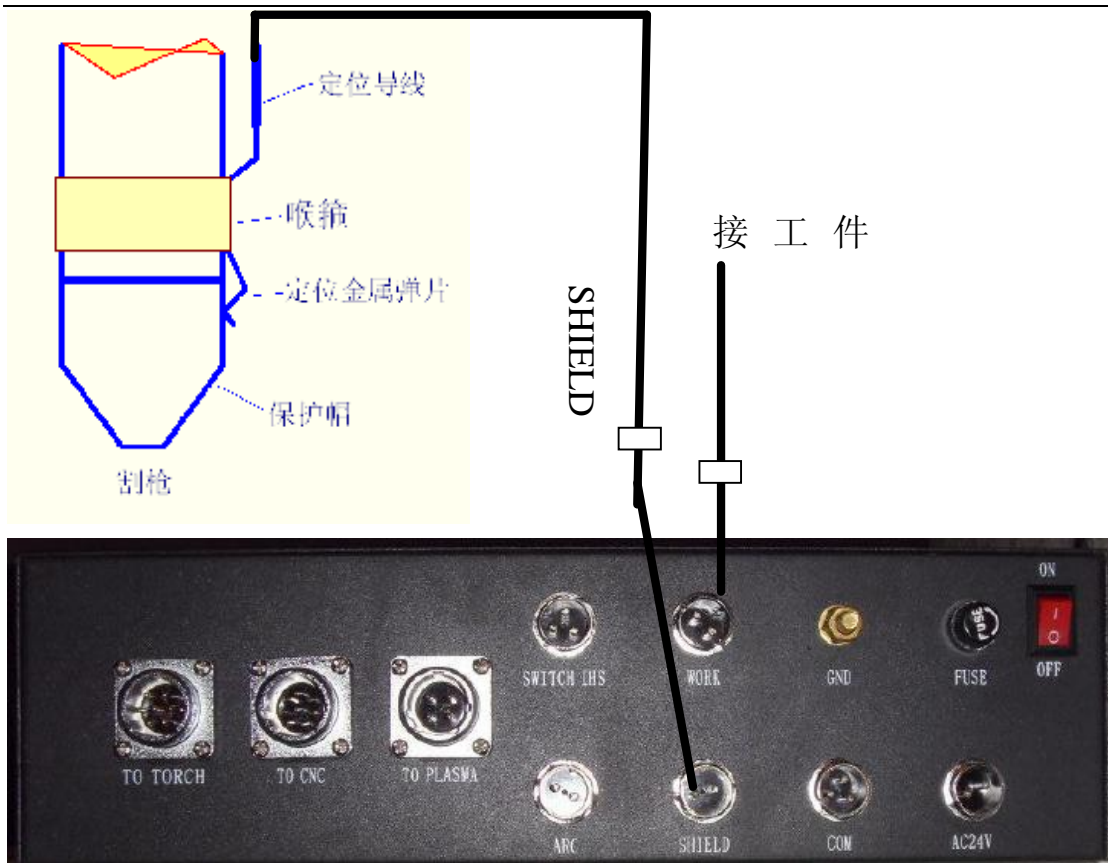 定位导线
喉箍
接 工 件
定位金属弹片
SHIELD
保护帽
割枪
ON
I
O
OFF
SWITCH IHS
WORK
GND
FUSE
FUSE
TO TORCH
TO CNC
TO PLASMA
ARC
SHIELD
COM
AC24V